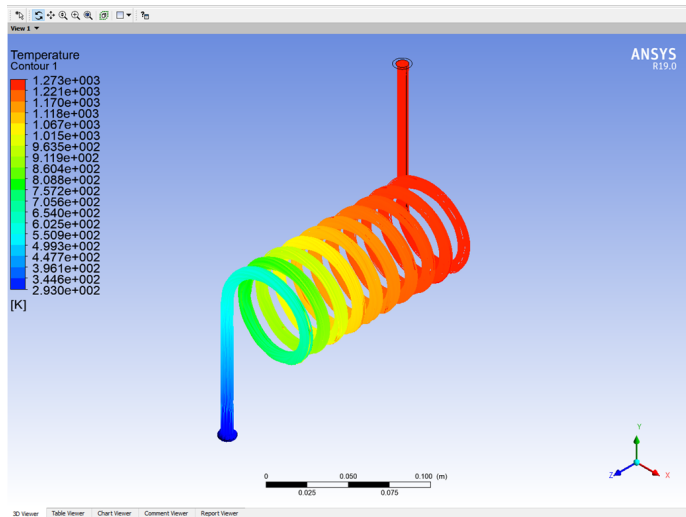 View 1
Temperature
Contour 1
ANSYS
R19.0
1.273e+003
1.221e+003
1.170e+003
1.118e+003
1.067e+003
1.015e+003
9.635e+002
9.119e+002
8.604e+002
8.088e+002
7.572e+002
7.056e+002
6.540e+002
6.025e+002
5.509e+002
4.993e+002
4.477e+002
3.961e+002
3.446e+002
2.930e+002
[K]
Y
Z
X
0 0.050 0.100 (m)
0.025 0.075
3D Viewer Table Viewer Chart Viewer Comment Viewer Report Viewer